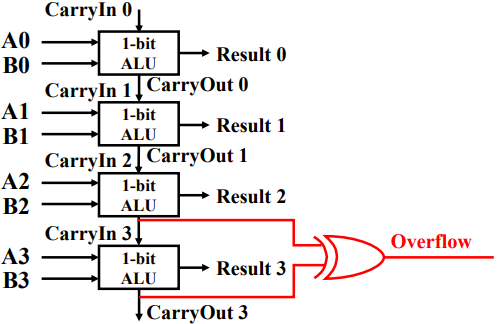 CarryIn 0
A0
B0
1-bit
ALU
Result 0
CarryIn 1
CarryOut 0
A1
B1
1-bit
ALU
Result 1
CarryIn 2
CarryOut 1
A2
B2
1-bit
ALU
Result 2
CarryIn 3
Overflow
A3
B3
1-bit
ALU
Result 3
CarryOut 3